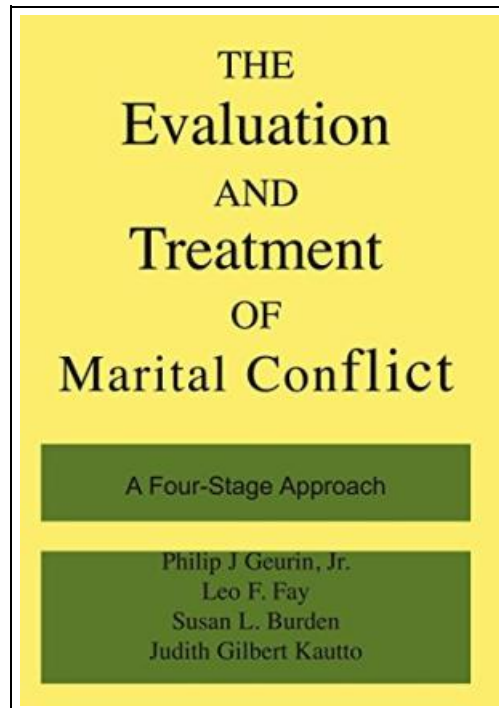 THE
Evaluation
AND
Treatment
OF
Marital Conflict
A Four-Stage Approach
Philip J Geurin, Jr.
Leo F. Fay
Susan L. Burden
Judith Gilbert Kautto